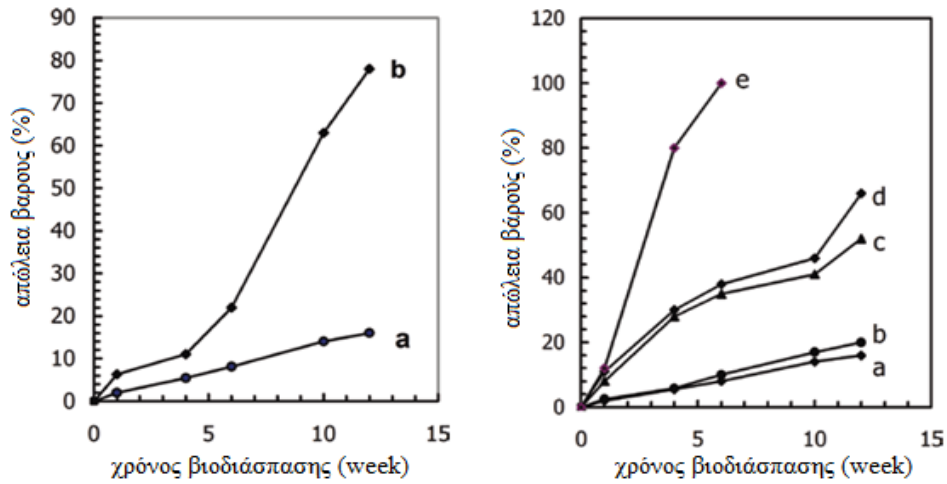 απώλεια βαρους (%)
90
80
70
60
50
40
30
20
10
0
b
a
0 5 10 15
χρόνος βιοδιάσπασης (week)
απώλεια βάρούς (%)
120
100
80
60
40
20
0
e
d
c
b
a
0 5 10 15
χρόνος βιοδιάσπασης (week)